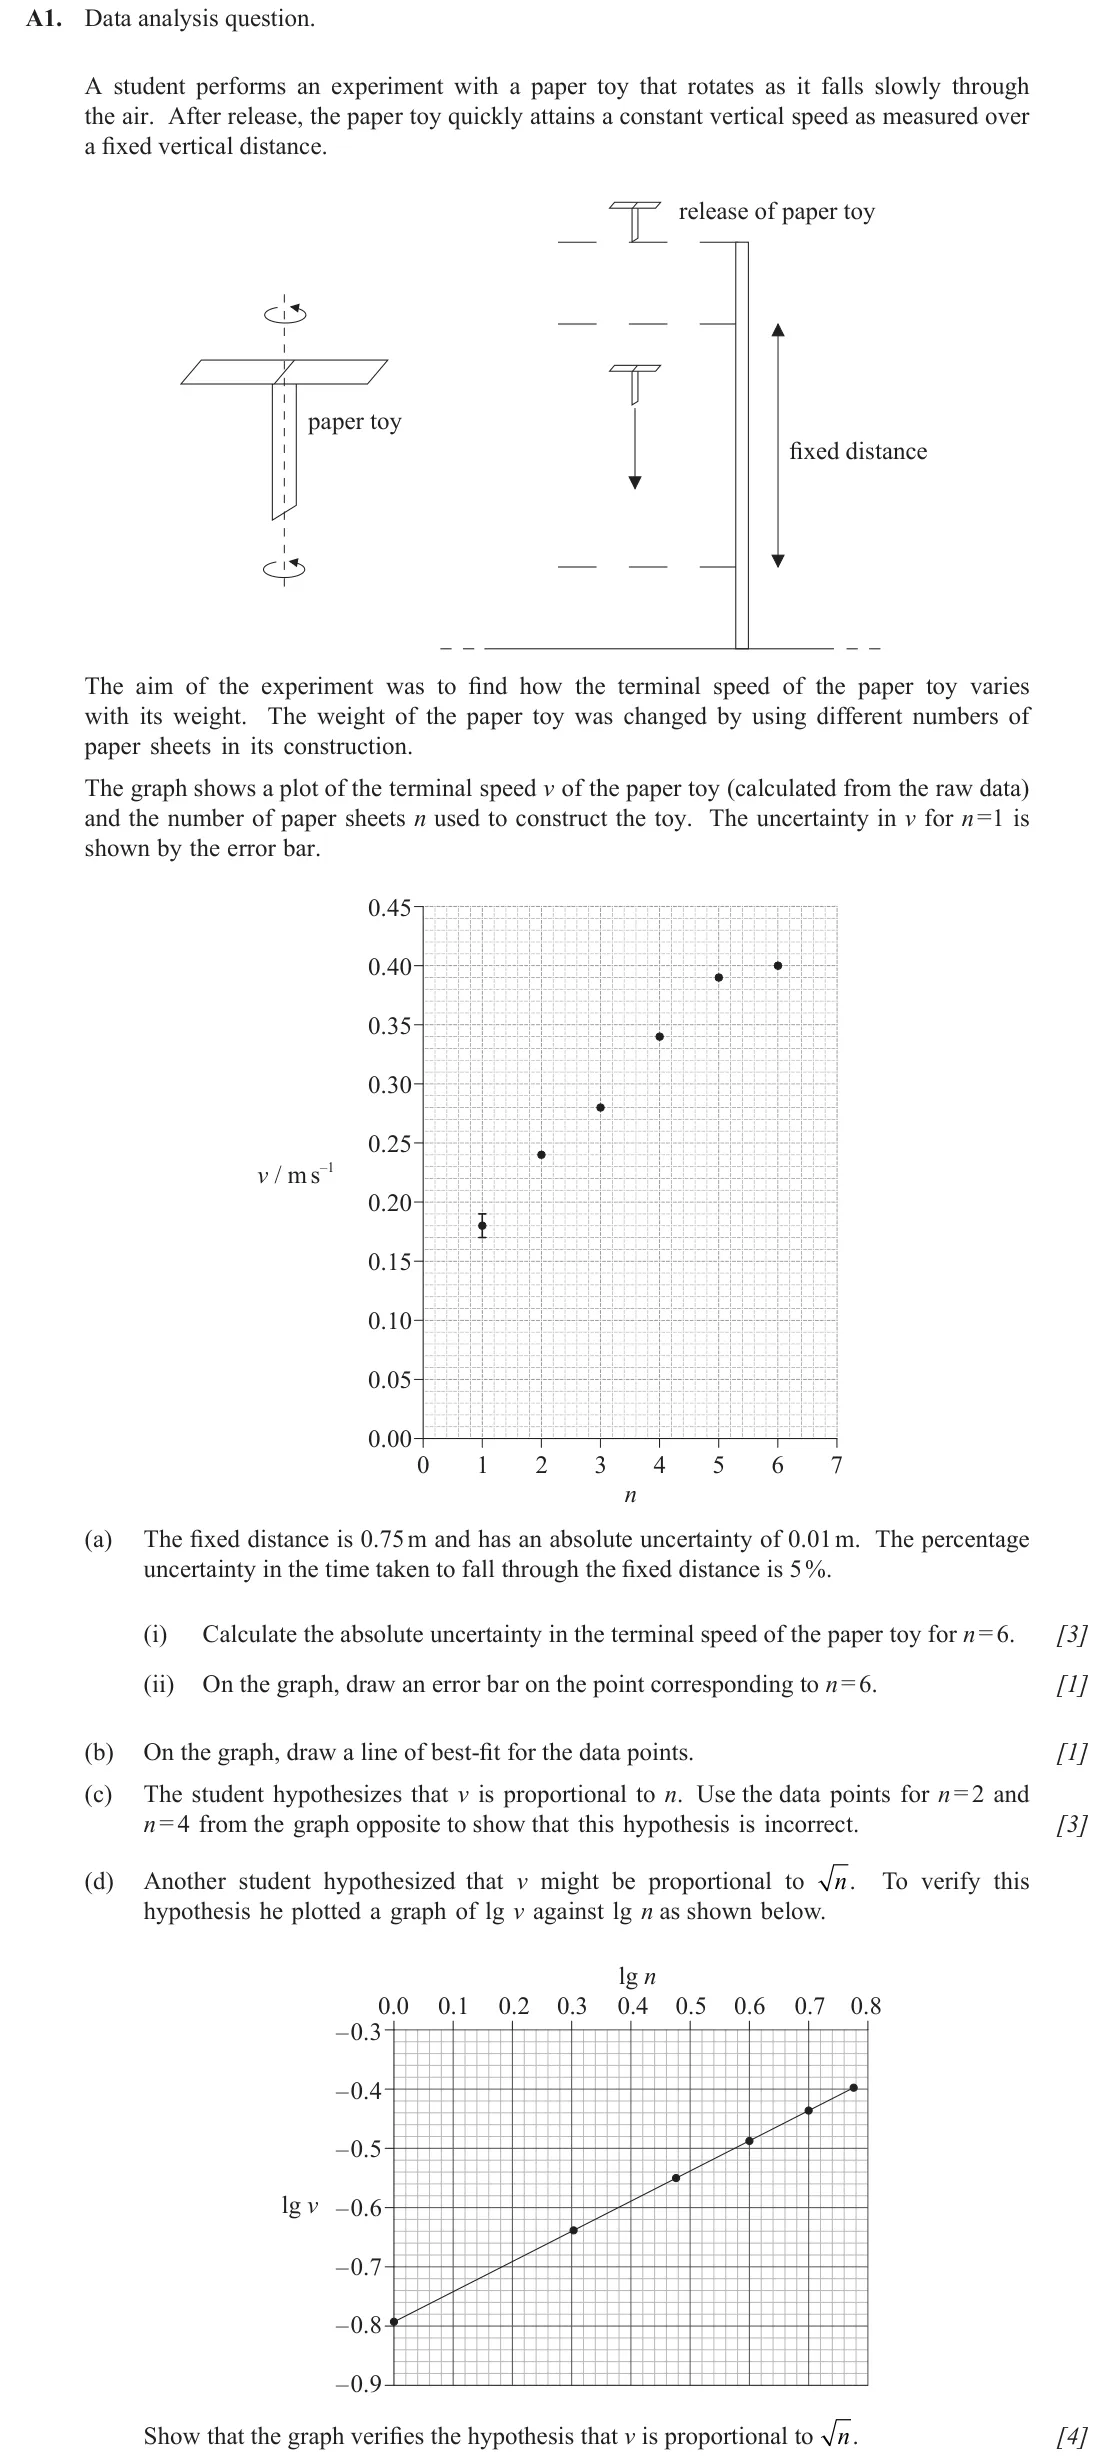 A1. Data analysis question.
A student performs an experiment with a paper toy that rotates as it falls slowly through
the air. After release, the paper toy quickly attains a constant vertical speed as measured over
a fixed vertical distance.
release of paper toy
paper toy
fixed distance
The aim of the experiment was to find how the terminal speed of the paper toy varies
with its weight. The weight of the paper toy was changed by using different numbers of
paper sheets in its construction.
The graph shows a plot of the terminal speed v of the paper toy (calculated from the raw data)
and the number of paper sheets n used to construct the toy. The uncertainty in v for n=1 is
shown by the error bar.
0.45
0.40
0.35
0.30
0.25
v / m s⁻¹
0.20
0.15
0.10
0.05
0.00
0 1 2 3 4 5 6 7
n
(a) The fixed distance is 0.75 m and has an absolute uncertainty of 0.01 m. The percentage
uncertainty in the time taken to fall through the fixed distance is 5%.
(i) Calculate the absolute uncertainty in the terminal speed of the paper toy for n=6. [3]
(ii) On the graph, draw an error bar on the point corresponding to n=6. [1]
(b) On the graph, draw a line of best-fit for the data points. [1]
(c) The student hypothesizes that v is proportional to n. Use the data points for n=2 and
n=4 from the graph opposite to show that this hypothesis is incorrect. [3]
(d) Another student hypothesized that v might be proportional to √n. To verify this
hypothesis he plotted a graph of lg v against lg n as shown below.
lg n
0.0 0.1 0.2 0.3 0.4 0.5 0.6 0.7 0.8
−0.3
−0.4
−0.5
lg v −0.6
−0.7
−0.8
−0.9
Show that the graph verifies the hypothesis that v is proportional to √n. [4]